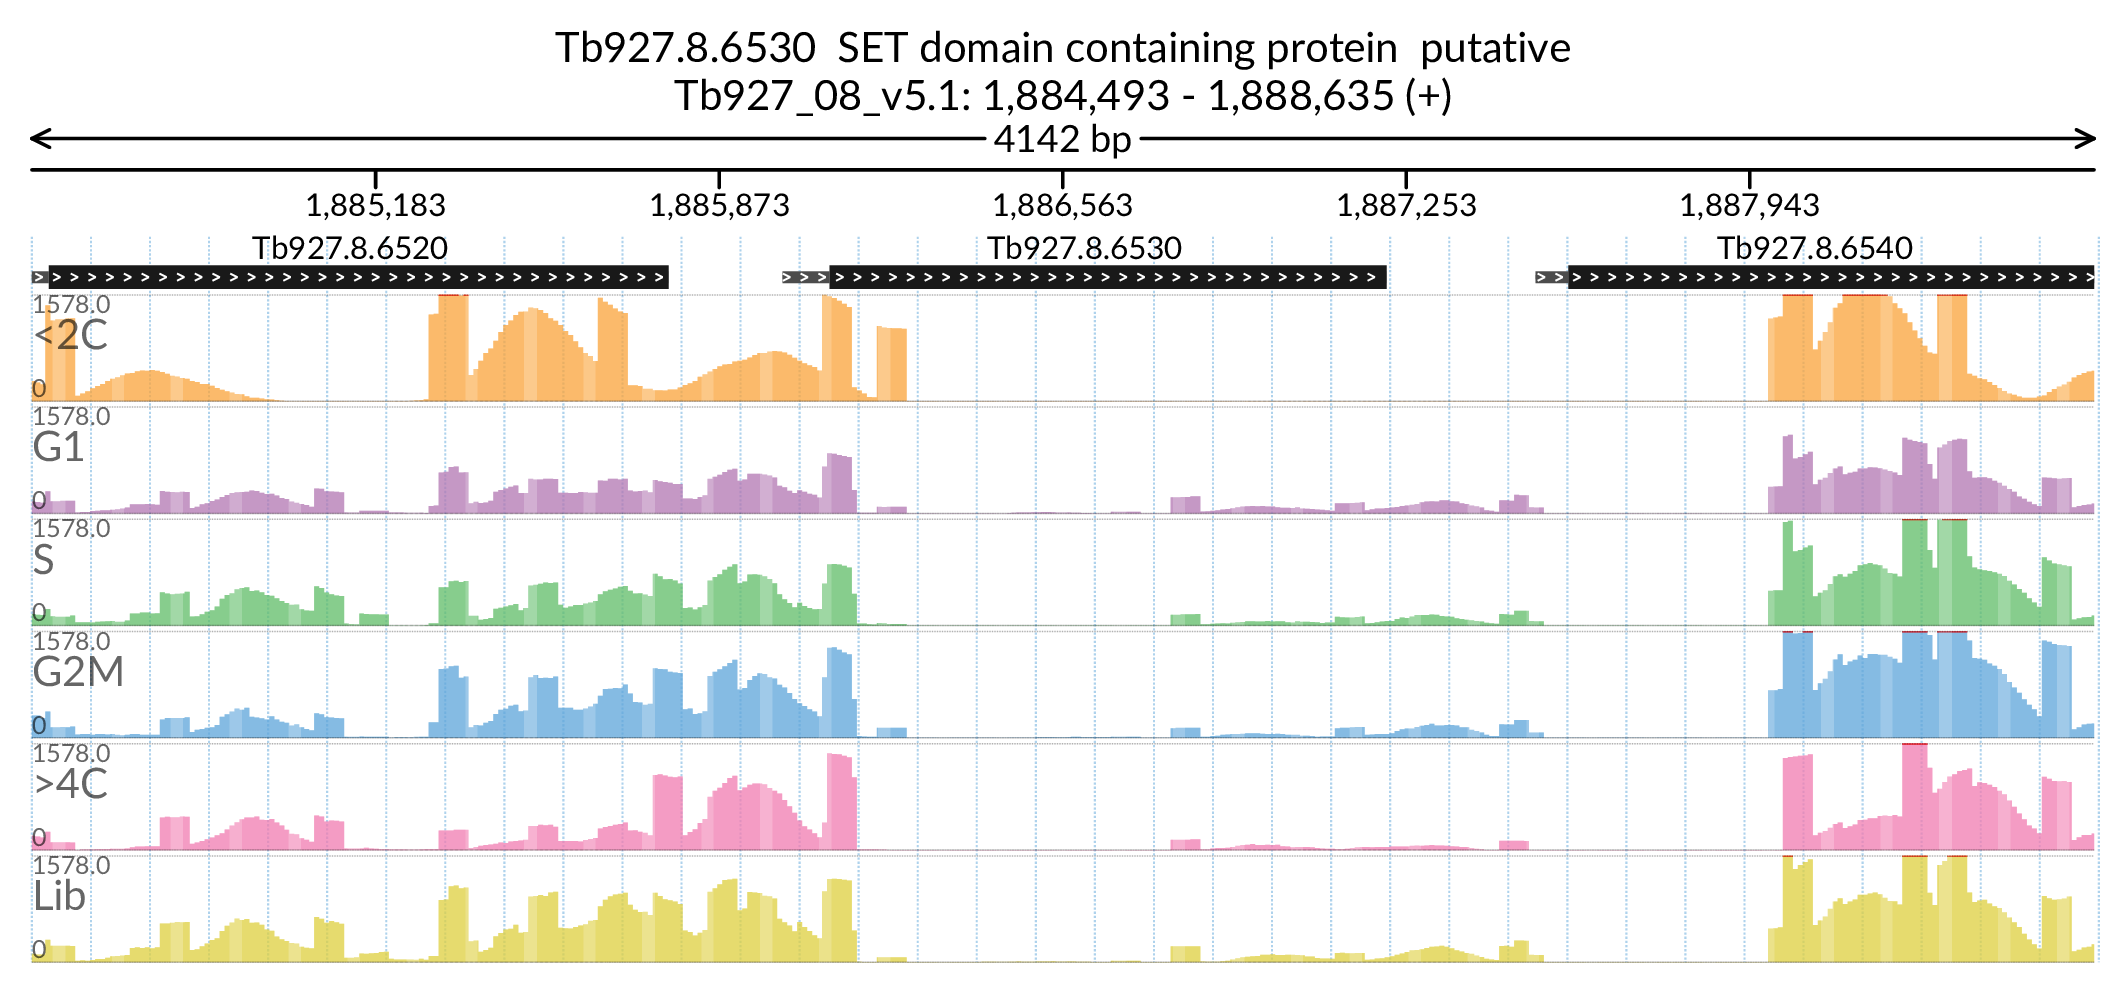 Tb927.8.6530  SET domain containing protein  putative
Tb927_08_v5.1: 1,884,493 - 1,888,635 (+)
4142 bp
1,885,183 1,885,873 1,886,563 1,887,253 1,887,943
Tb927.8.6520 Tb927.8.6530 Tb927.8.6540
1578.0
<2C
0
1578.0
G1
0
1578.0
S
0
1578.0
G2M
0
1578.0
>4C
0
1578.0
Lib
0